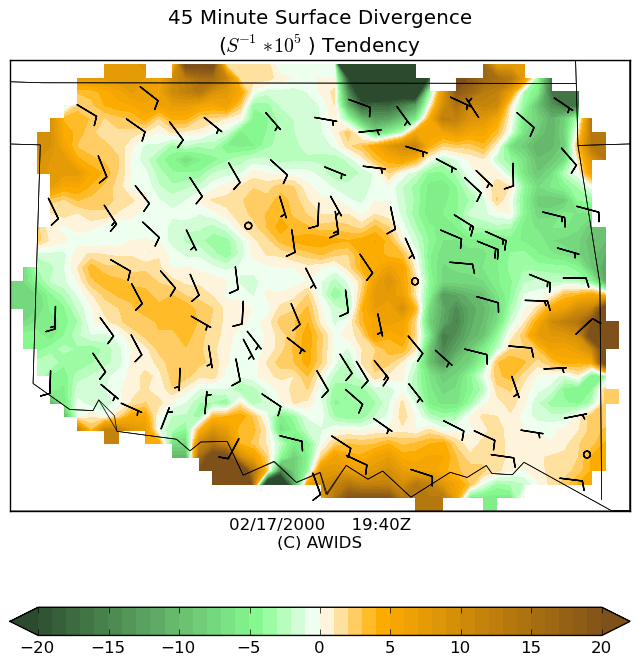 45 Minute Surface Divergence
(S⁻¹ * 10⁵ ) Tendency
02/17/2000 19:40Z
(C) AWIDS
−20 −15 −10 −5 0 5 10 15 20